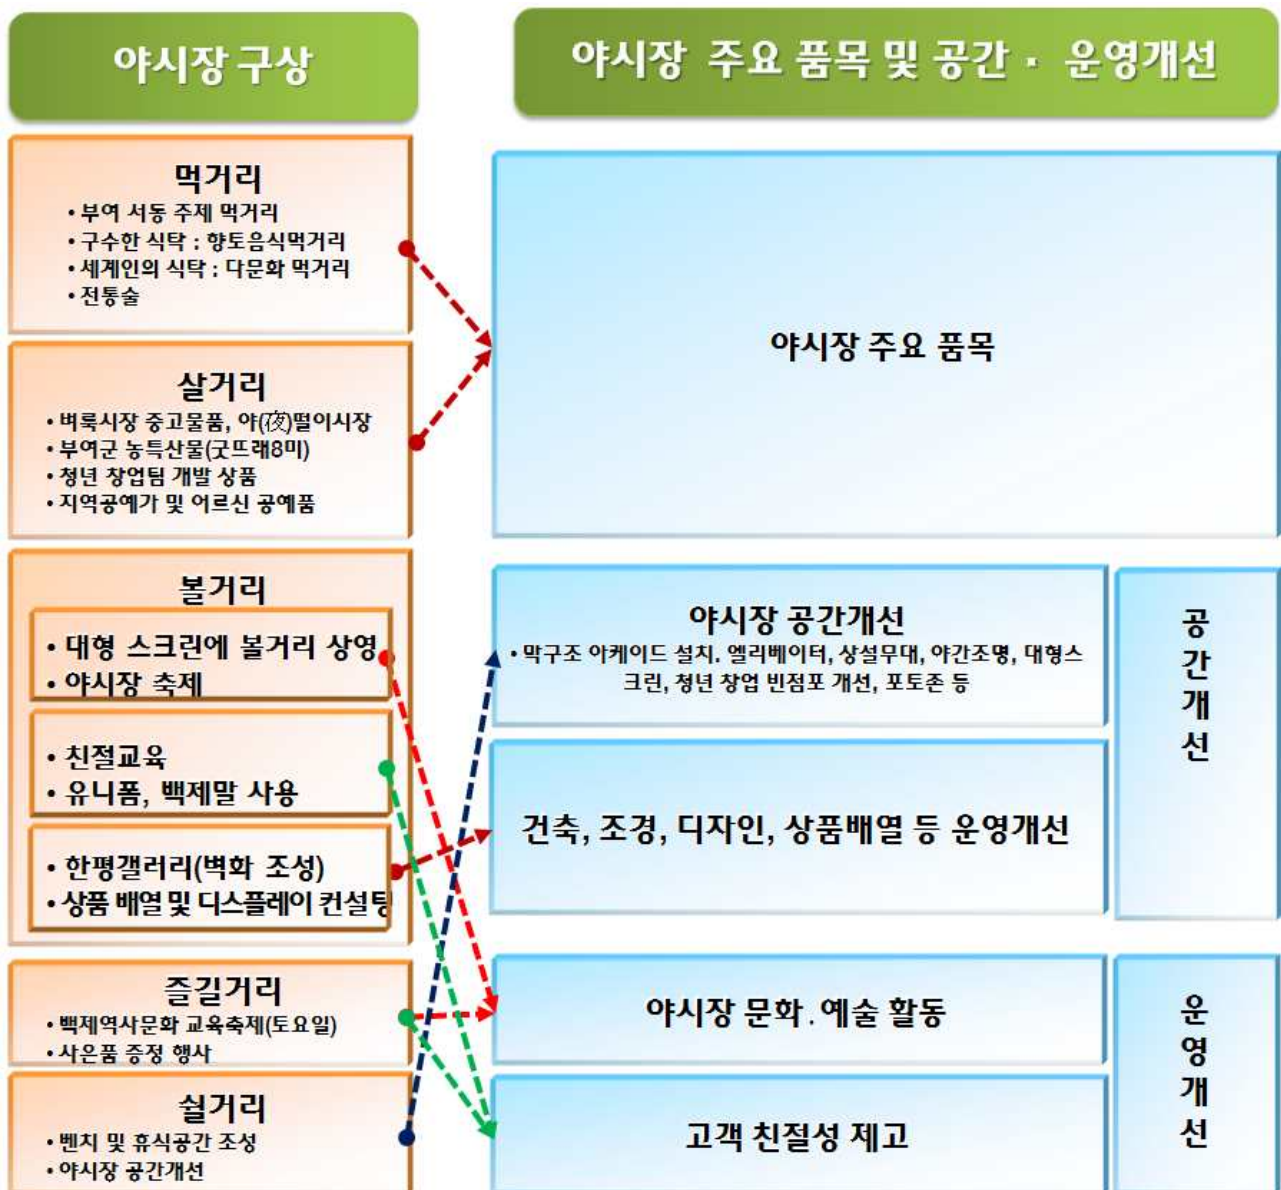 야시장 구상
야시장 주요 품목 및 공간 · 운영개선
먹거리
• 부여 서동 주제 먹거리
• 구수한 식탁 : 향토음식먹거리
• 세계인의 식탁 : 다문화 먹거리
• 전통술
살거리
• 벼룩시장 중고물품, 야(夜)떨이시장
• 부여군 농특산물(굿뜨래8미)
• 청년 창업팀 개발 상품
• 지역공예가 및 어르신 공예품
야시장 주요 품목
볼거리
• 대형 스크린에 볼거리 상영
• 야시장 축제
• 친절교육
• 유니폼, 백제말 사용
• 한평갤러리(벽화 조성)
• 상품 배열 및 디스플레이 컨설팅
야시장 공간개선
• 막구조 아케이드 설치. 엘리베이터, 상설무대, 야간조명, 대형스
크린, 청년 창업 빈점포 개선, 포토존 등
건축, 조경, 디자인, 상품배열 등 운영개선
공
간
개
선
즐길거리
• 백제역사문화 교육축제(토요일)
• 사은품 증정 행사
쉴거리
• 벤치 및 휴식공간 조성
• 야시장 공간개선
야시장 문화.예술 활동
고객 친절성 제고
운
영
개
선